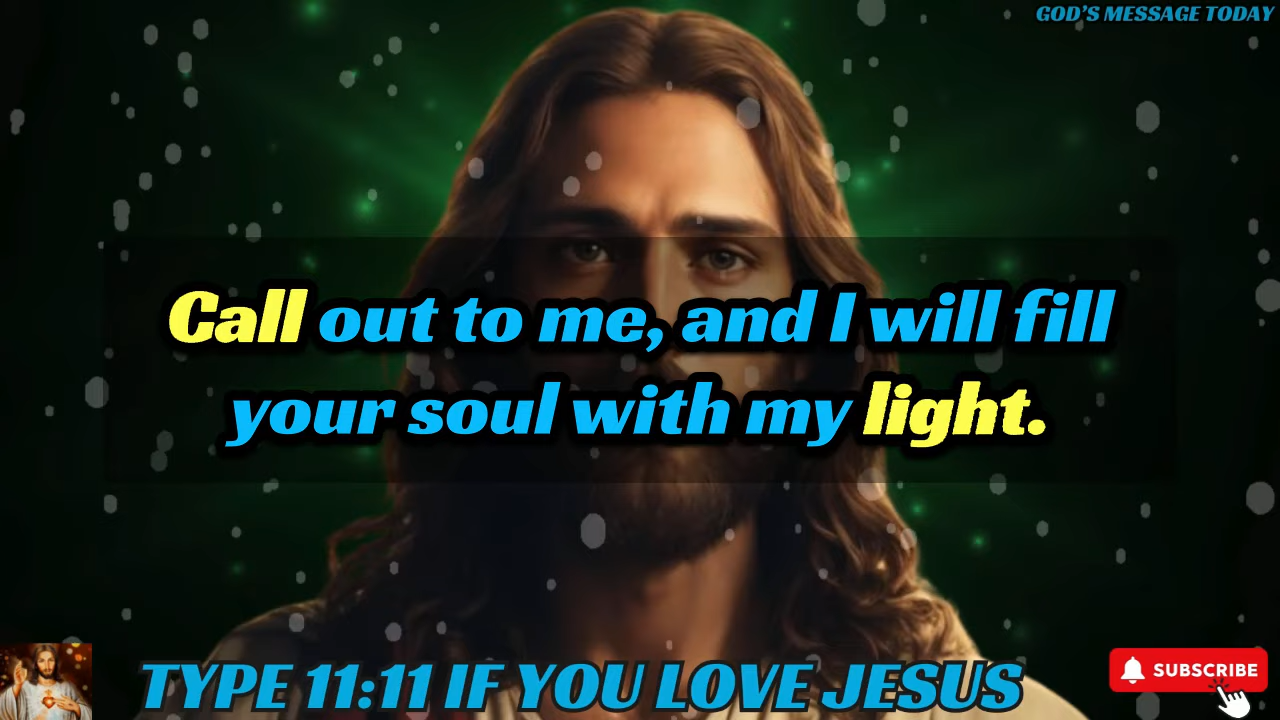 GOD'S MESSAGE TODAY
Call out to me, and I will fill
your soul with my light.
TYPE 11:11 IF YOU LOVE JESUS
SUBSCRIBE